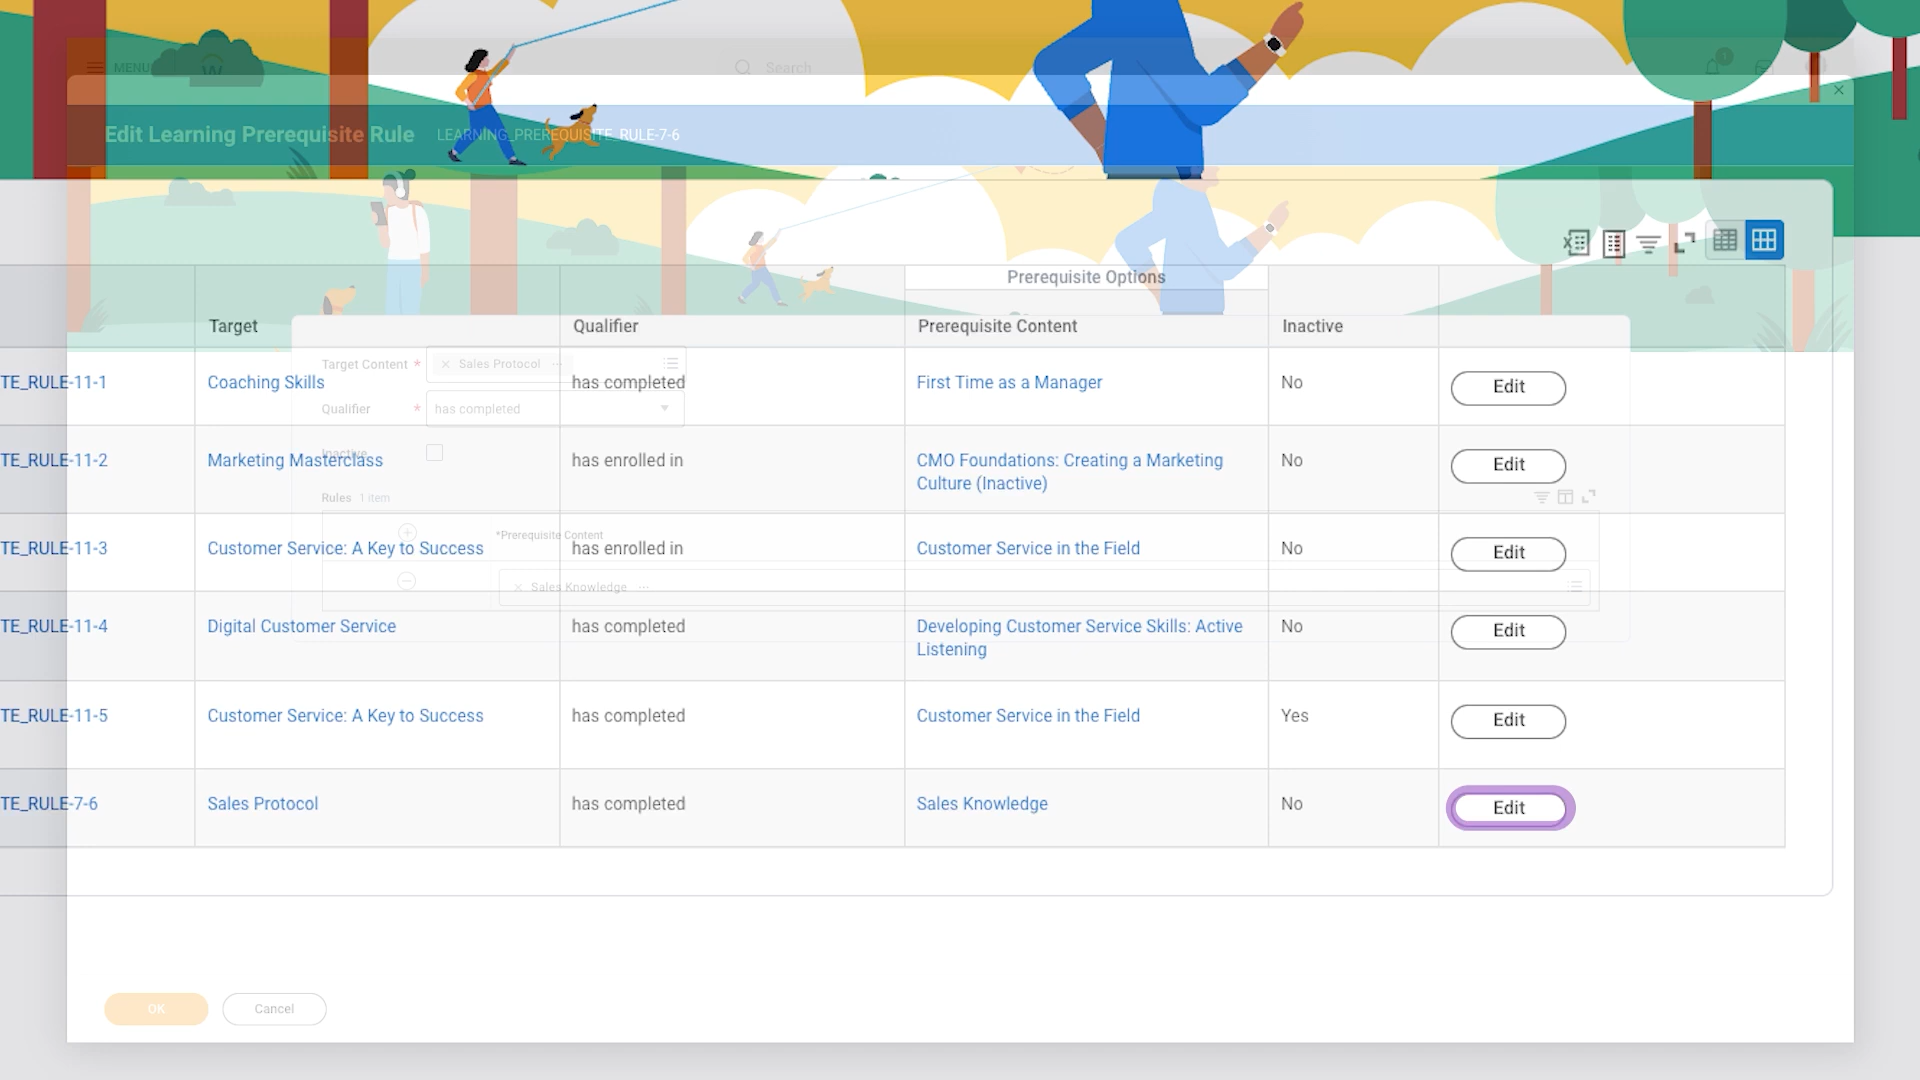 MENU
Search
1
Edit Learning Prerequisite Rule LEARNING_PREREQUISITE_RULE-7-6
Prerequisite Options
Target Qualifier Prerequisite Content Inactive
Target Content * Sales Protocol
TE_RULE-11-1 Coaching Skills has completed First Time as a Manager No Edit
Qualifier * has completed
Inactive
TE_RULE-11-2 Marketing Masterclass has enrolled in CMO Foundations: Creating a Marketing
Culture (Inactive) No Edit
Rules 1 item
*Prerequisite Content
TE_RULE-11-3 Customer Service: A Key to Success has enrolled in Customer Service in the Field No Edit
Sales Knowledge
TE_RULE-11-4 Digital Customer Service has completed Developing Customer Service Skills: Active
Listening No Edit
TE_RULE-11-5 Customer Service: A Key to Success has completed Customer Service in the Field Yes Edit
TE_RULE-7-6 Sales Protocol has completed Sales Knowledge No Edit
OK Cancel